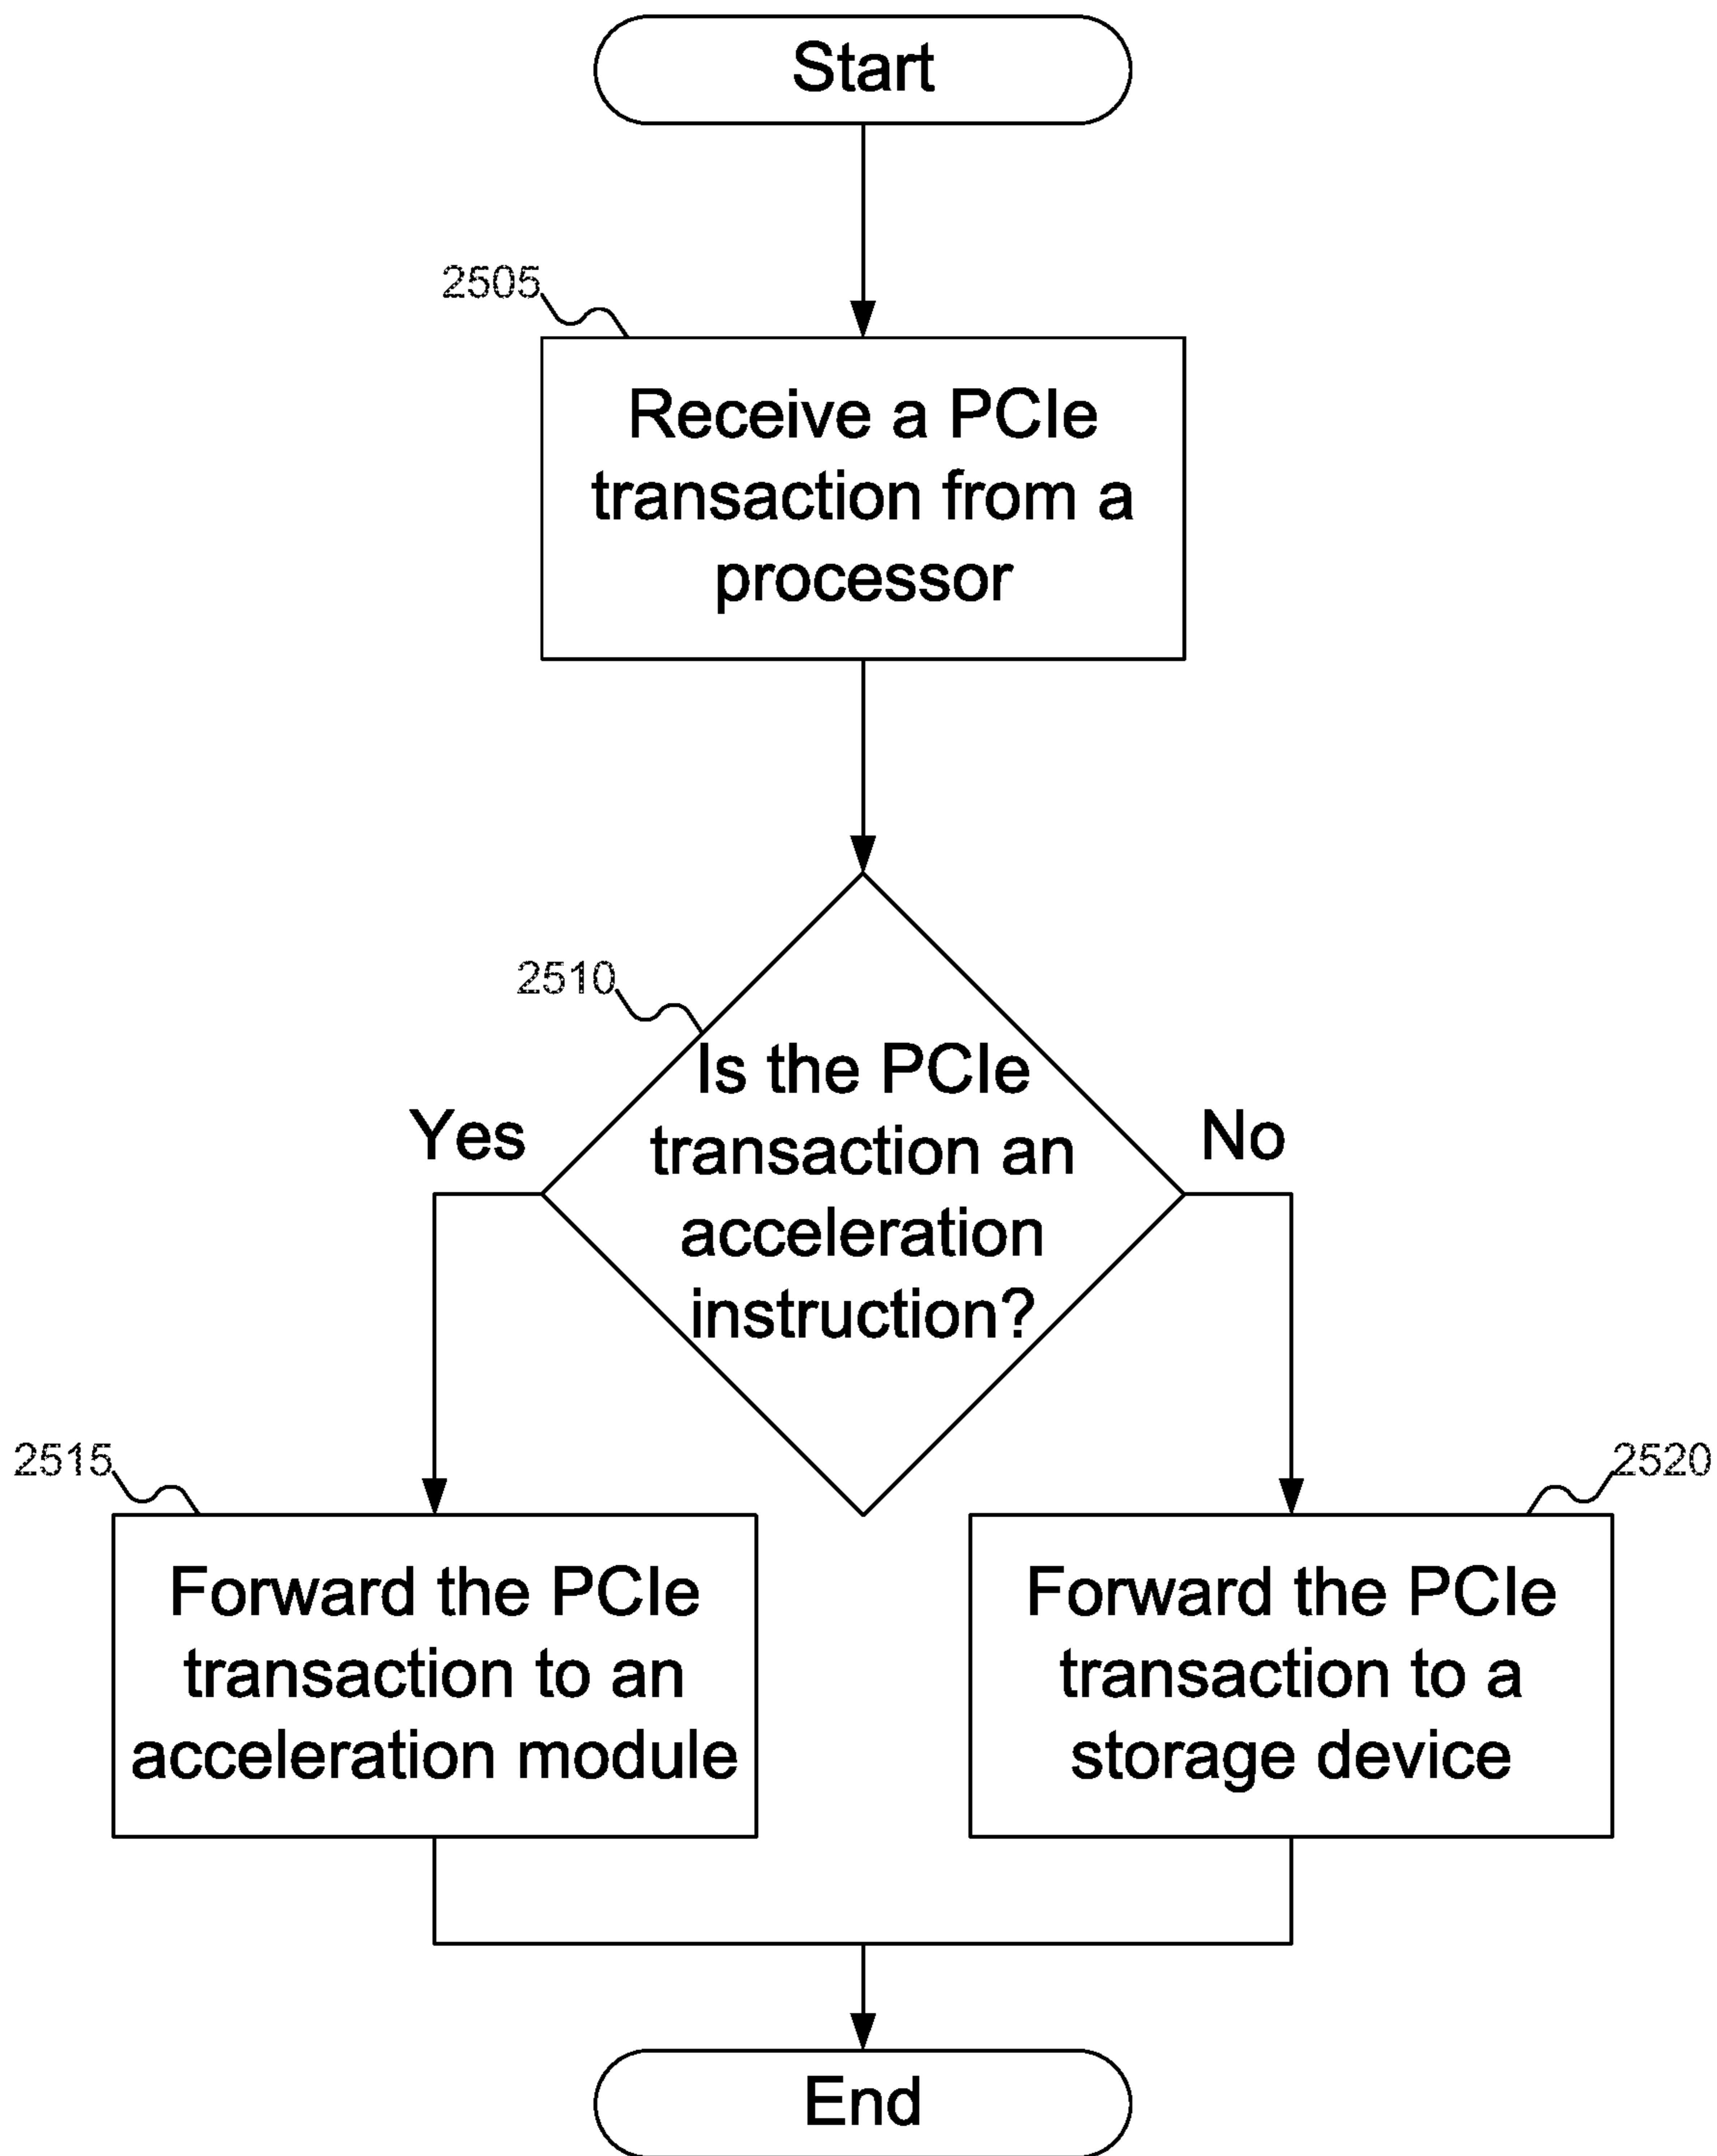 Start
2505
Receive a PCIe
transaction from a
processor
2510
Is the PCIe
transaction an
acceleration
instruction?
Yes
No
2515
Forward the PCIe
transaction to an
acceleration module
2520
Forward the PCIe
transaction to a
storage device
End